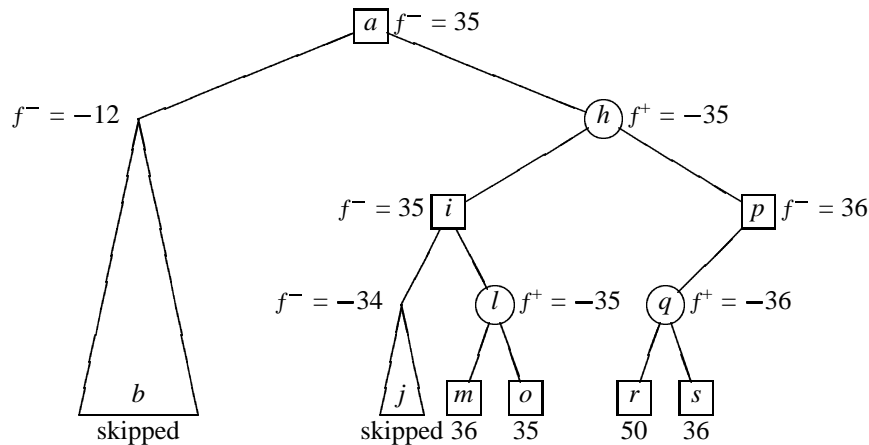 a f⁻ = 35
f⁻ = −12
h f⁺ = −35
f⁻ = 35 i
p f⁻ = 36
f⁻ = −34
l f⁺ = −35
q f⁺ = −36
b
j
m
o
r
s
skipped
skipped 36
35
50
36